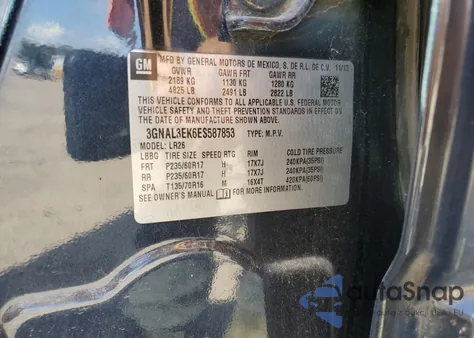 GM
MFD BY GENERAL MOTORS DE MEXICO, S. DE R.L. DE C.V. 11/13
GVWR GAWR FRT GAWR RR
2189 KG 1130 KG 1280 KG
4825 LB 2491 LB 2822 LB
THIS VEHICLE CONFORMS TO ALL APPLICABLE U.S. FEDERAL
MOTOR VEHICLE SAFETY, BUMPER, AND THEFT PREVENTION
STANDARDS IN EFFECT ON THE DATE OF MANUFACTURE
SHOWN ABOVE.
3GNAL3EK6ES587853 TYPE: M.P.V.
MODEL: LR26
LBBG TIRE SIZE SPEED RTG RIM COLD TIRE PRESSURE
FRT P235/60R17 H 17X7J 240KPA(35PSI)
RR P235/60R17 H 17X7J 240KPA(35PSI)
SPA T135/70R16 M 16X4T 420KPA(60PSI)
SEE OWNER'S MANUAL FOR MORE INFORMATION.
autoSnap